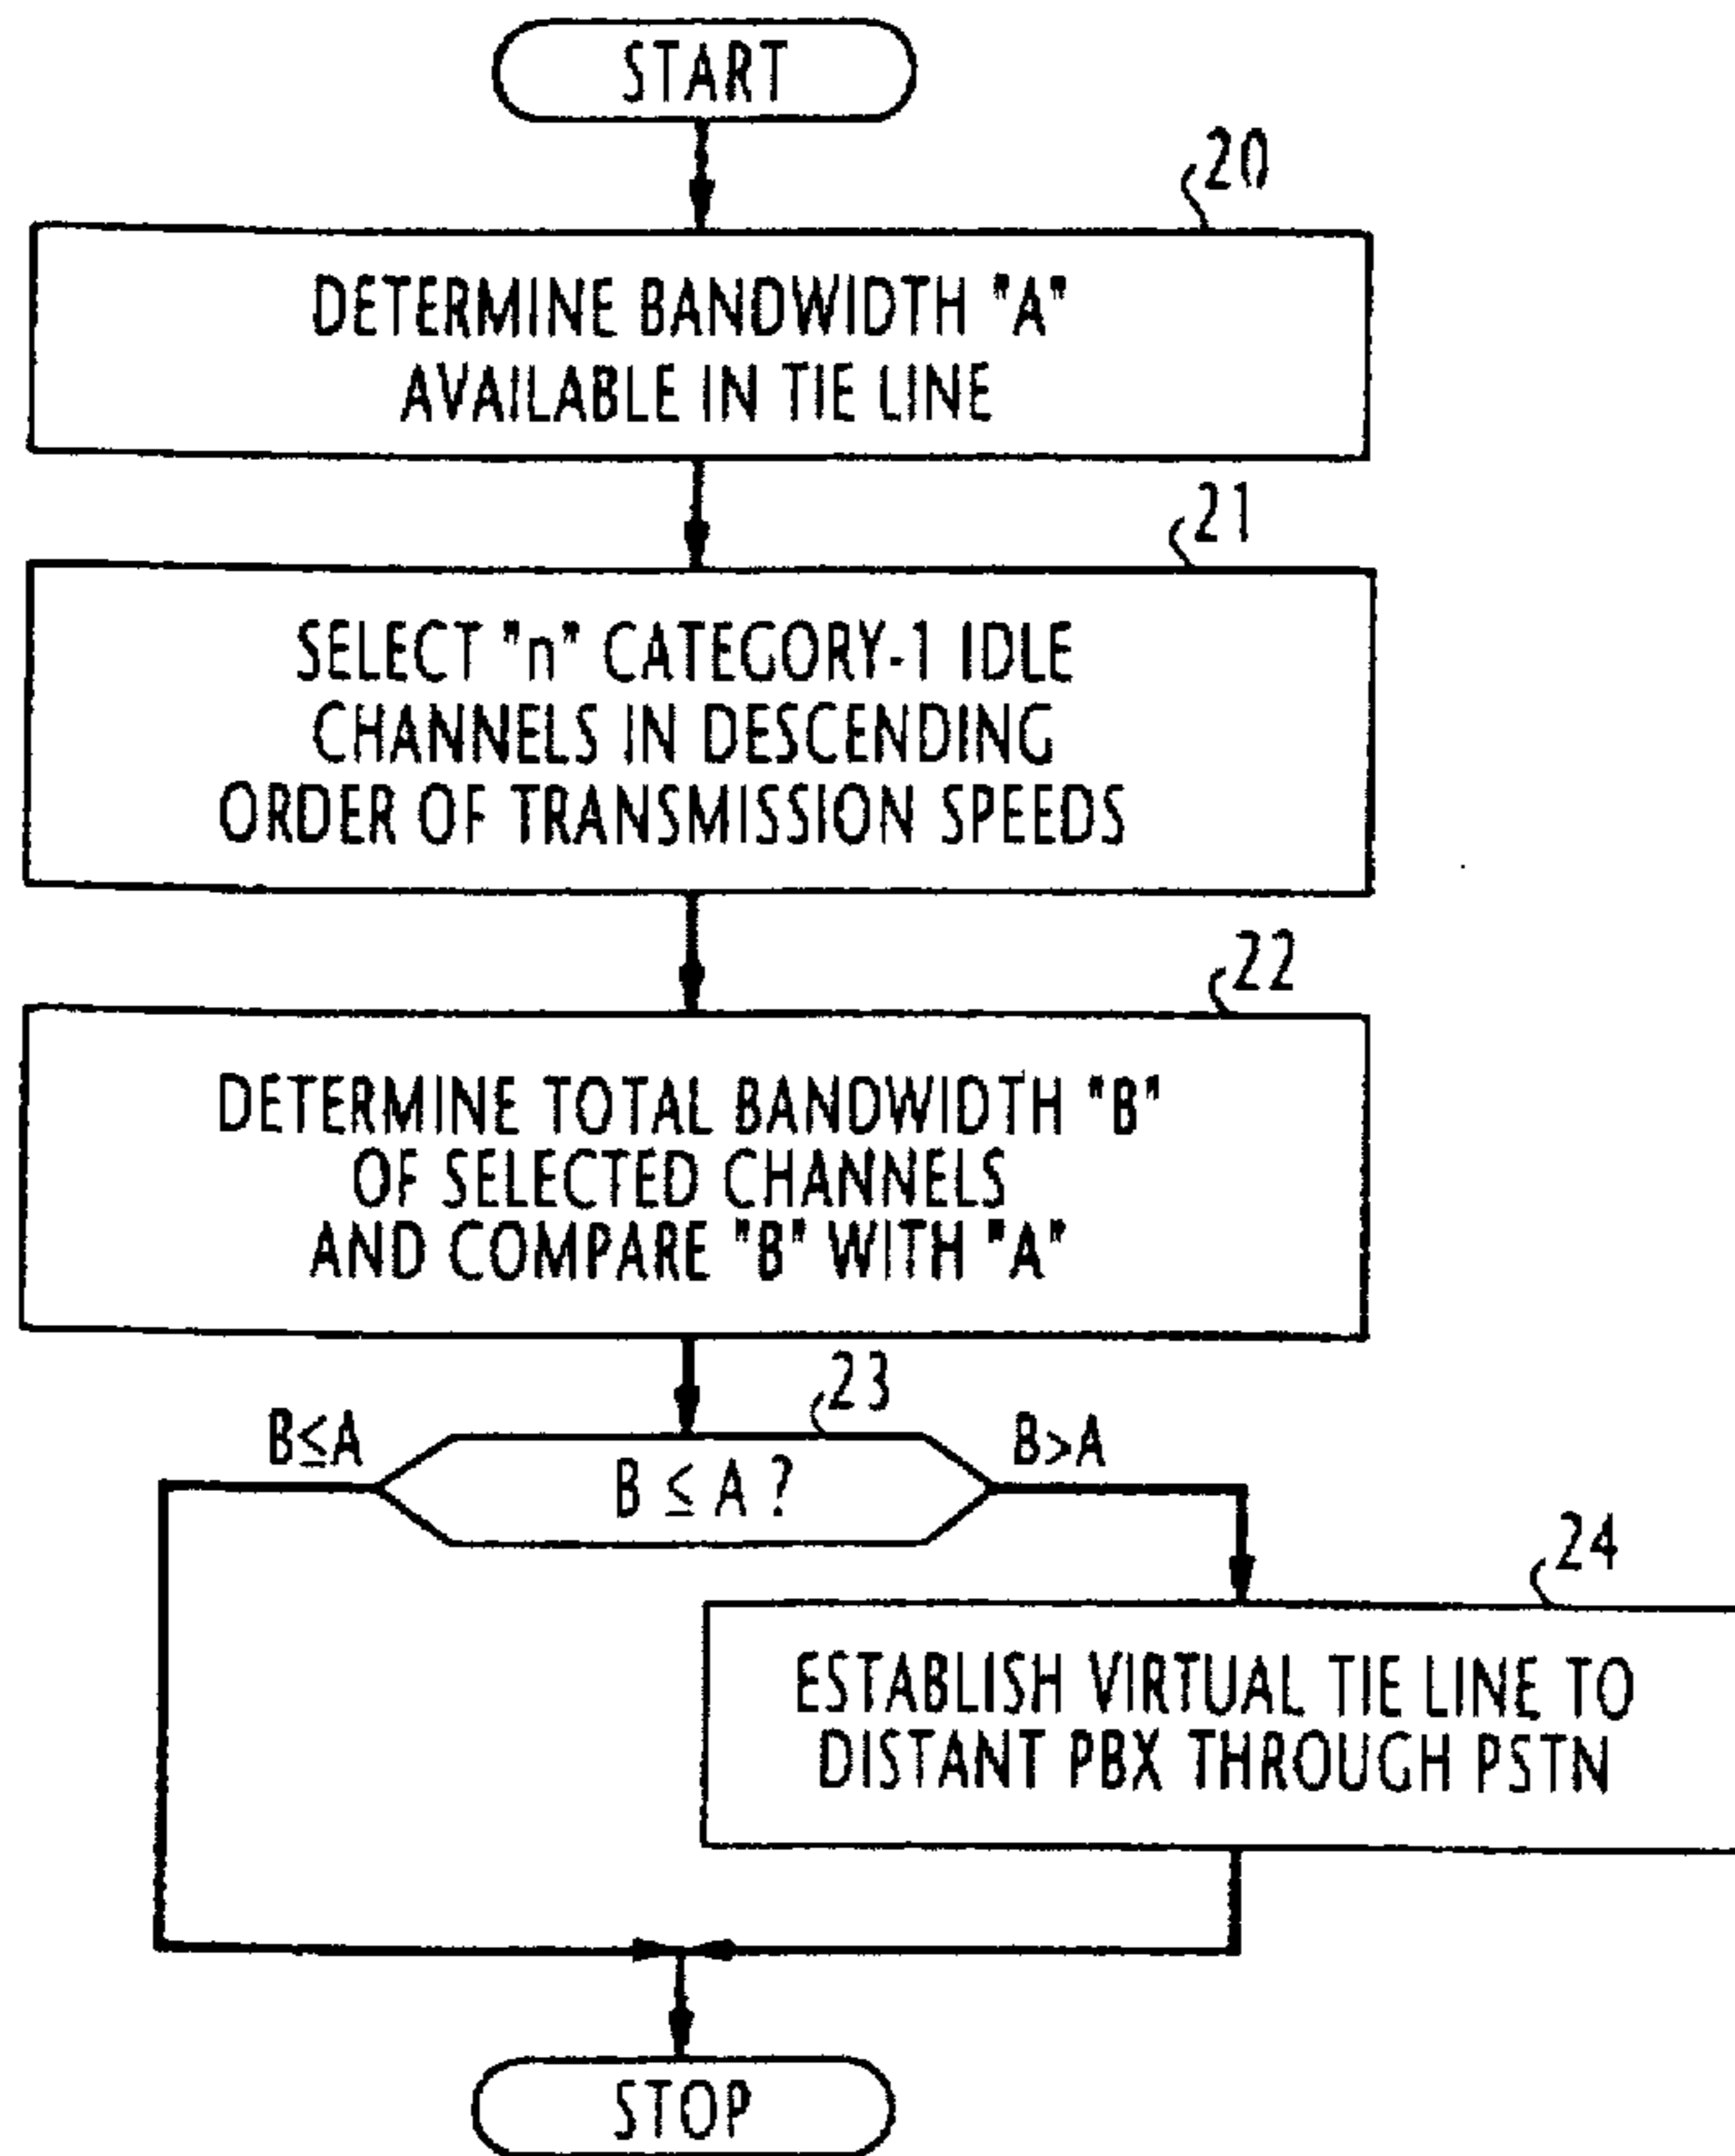 START
20
DETERMINE BANDWIDTH "A"
AVAILABLE IN TIE LINE
21
SELECT "n" CATEGORY-1 IDLE
CHANNELS IN DESCENDING
ORDER OF TRANSMISSION SPEEDS
22
DETERMINE TOTAL BANDWIDTH "B"
OF SELECTED CHANNELS
AND COMPARE "B" WITH "A"
23
B≤A
B ≤ A ?
B>A
24
ESTABLISH VIRTUAL TIE LINE TO
DISTANT PBX THROUGH PSTN
STOP